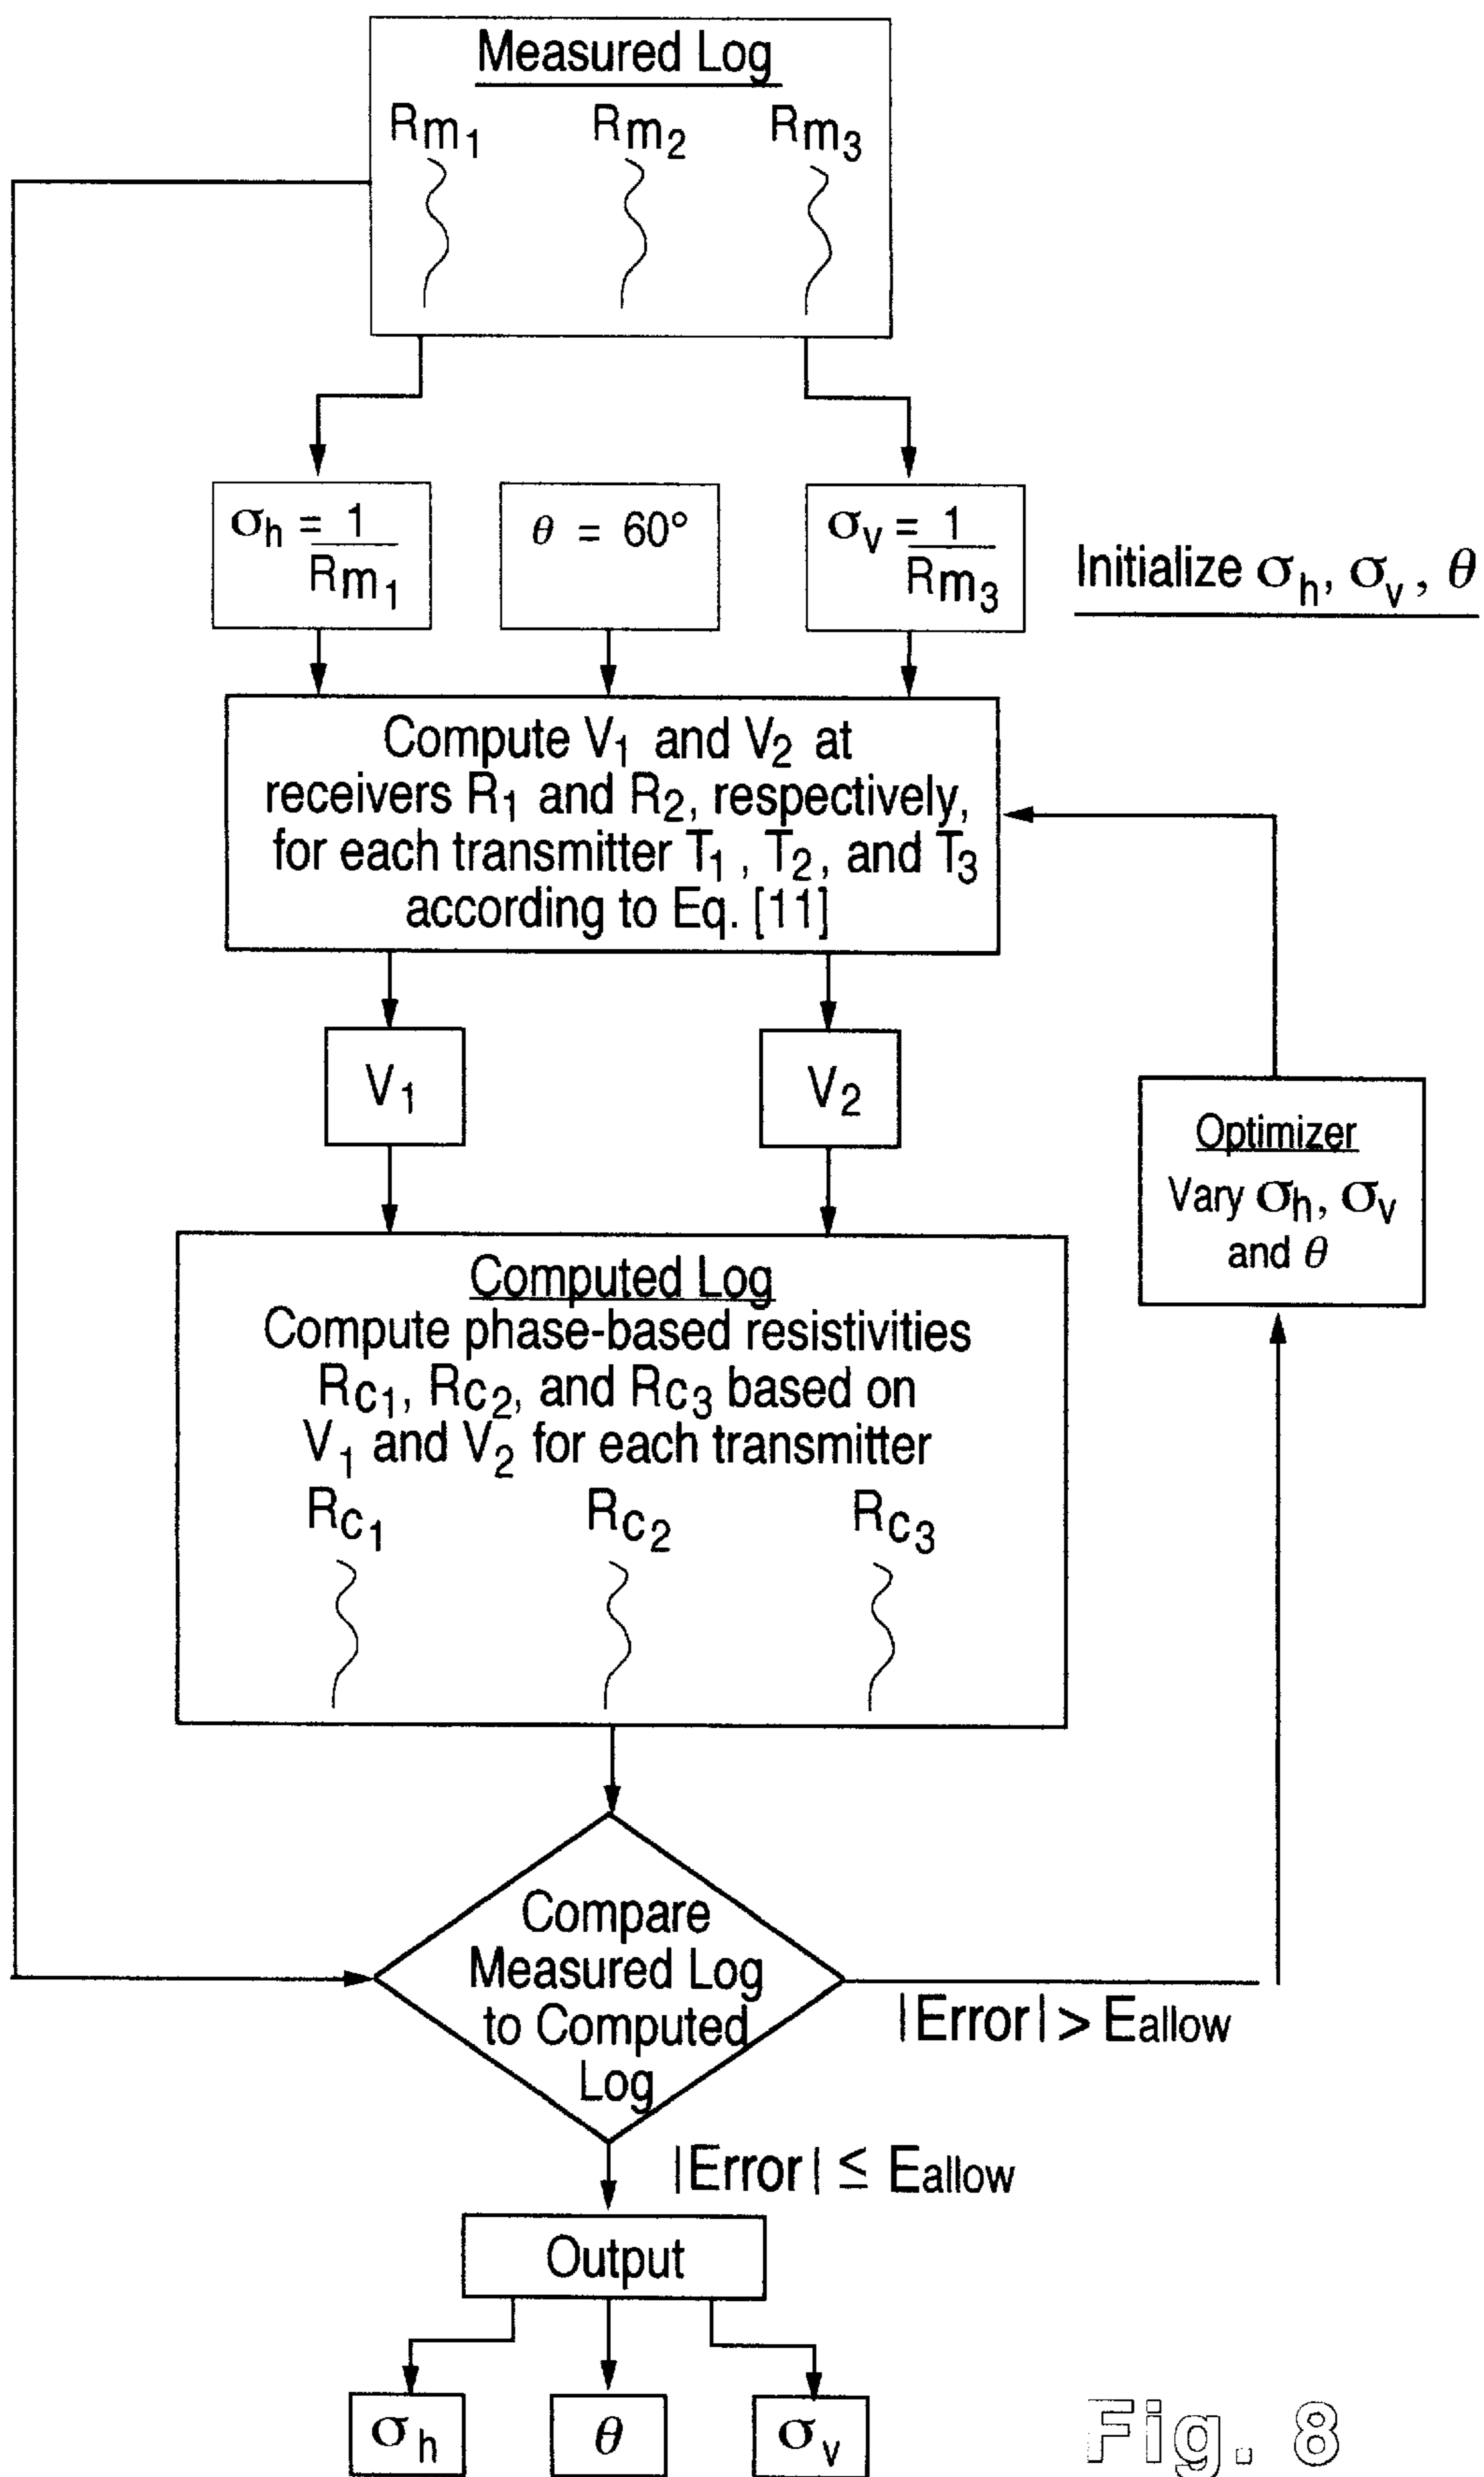 Measured Log
Rm1 Rm2 Rm3
σh = 1/Rm1
θ = 60°
σv = 1/Rm3
Initialize σh, σv, θ
Compute V1 and V2 at
receivers R1 and R2, respectively,
for each transmitter T1, T2, and T3
according to Eq. [11]
V1
V2
Optimizer
Vary σh, σv
and θ
Computed Log
Compute phase-based resistivities
Rc1, Rc2, and Rc3 based on
V1 and V2 for each transmitter
Rc1 Rc2 Rc3
Compare
Measured Log
to Computed
Log
|Error| > Eallow
|Error| ≤ Eallow
Output
σh
θ
σv
Fig. 8